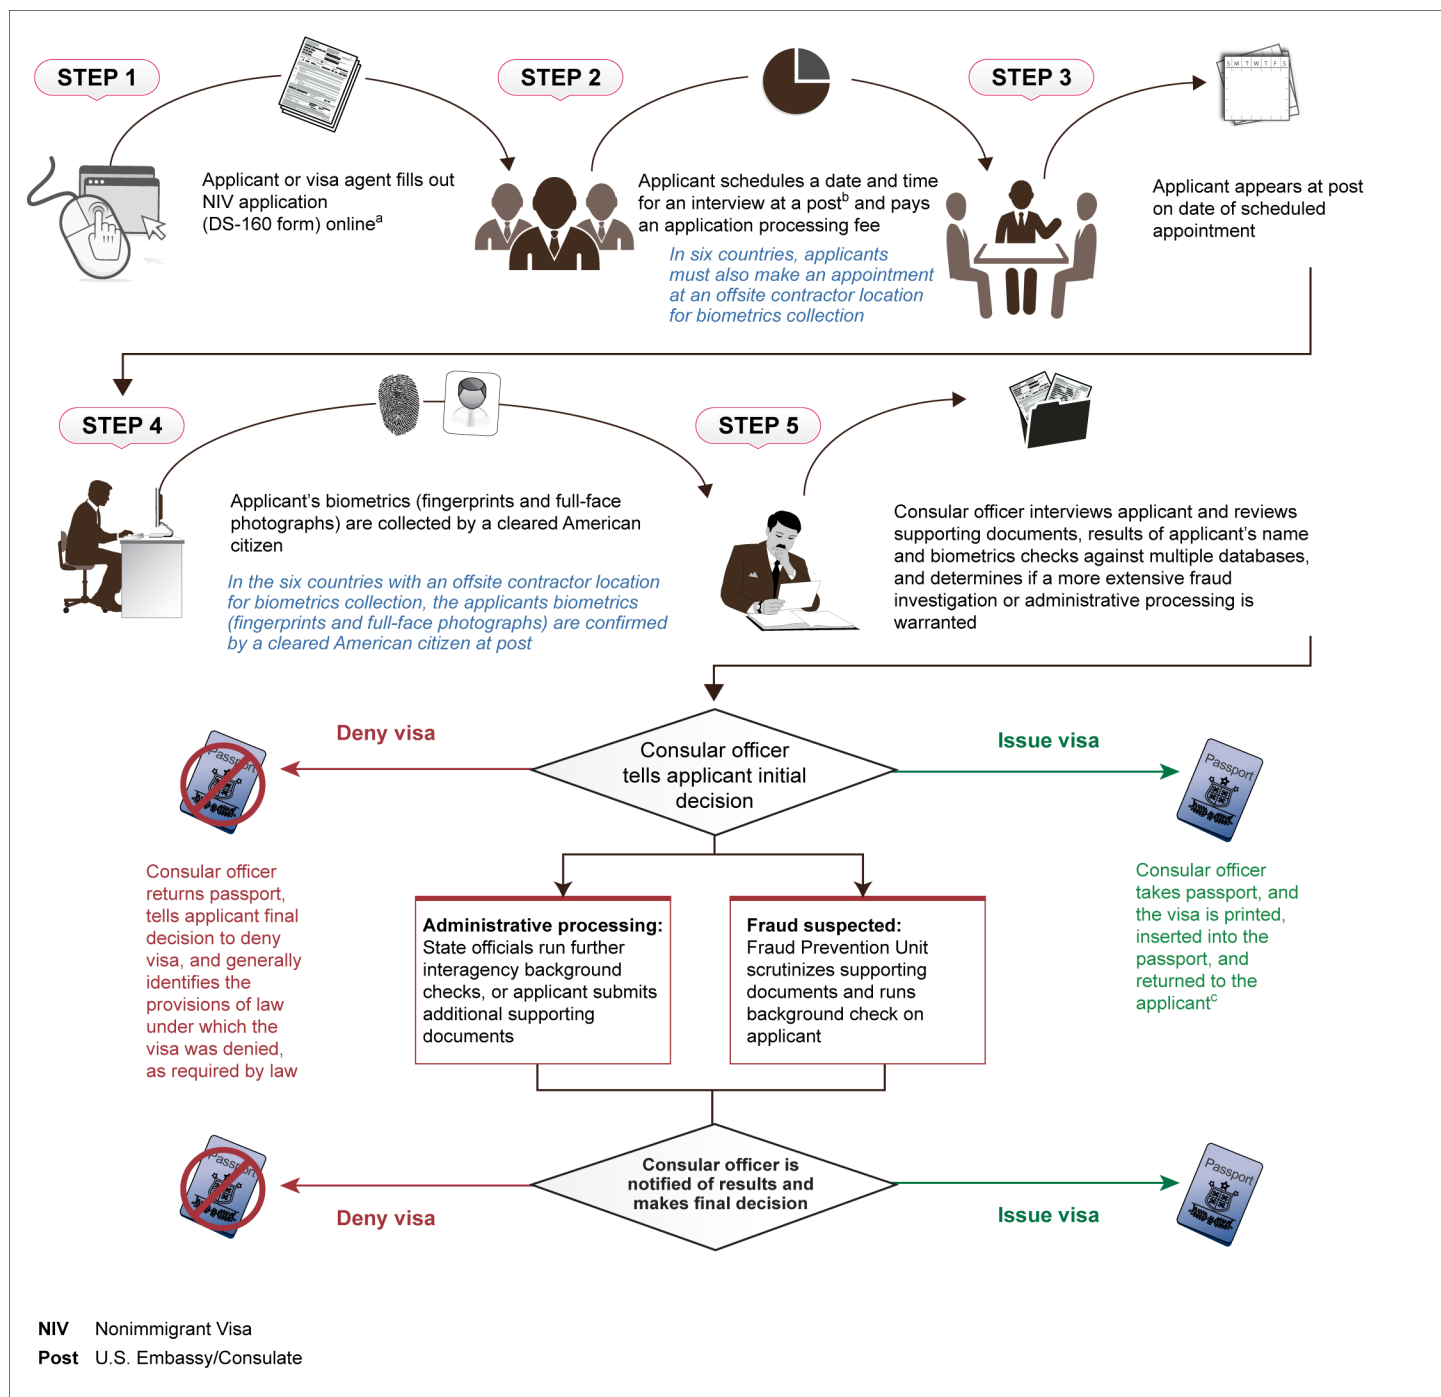 STEP 1
Applicant or visa agent fills out
NIV application
(DS-160 form) onlineᵃ
STEP 2
Applicant schedules a date and time
for an interview at a postᵇ and pays
an application processing fee
In six countries, applicants
must also make an appointment
at an offsite contractor location
for biometrics collection
STEP 3
S M T W T F S
Applicant appears at post
on date of scheduled
appointment
STEP 4
Applicant’s biometrics (fingerprints and full-face
photographs) are collected by a cleared American
citizen
In the six countries with an offsite contractor location
for biometrics collection, the applicants biometrics
(fingerprints and full-face photographs) are confirmed
by a cleared American citizen at post
STEP 5
Consular officer interviews applicant and reviews
supporting documents, results of applicant’s name
and biometrics checks against multiple databases,
and determines if a more extensive fraud
investigation or administrative processing is
warranted
Consular officer
tells applicant initial
decision
Deny visa
Passport
Consular officer
returns passport,
tells applicant final
decision to deny
visa, and generally
identifies the
provisions of law
under which the
visa was denied,
as required by law
Issue visa
Passport
Consular officer
takes passport, and
the visa is printed,
inserted into the
passport, and
returned to the
applicantᶜ
Administrative processing:
State officials run further
interagency background
checks, or applicant submits
additional supporting
documents
Fraud suspected:
Fraud Prevention Unit
scrutinizes supporting
documents and runs
background check on
applicant
Consular officer is
notified of results and
makes final decision
Passport
Deny visa
Passport
Issue visa
NIV Nonimmigrant Visa
Post U.S. Embassy/Consulate